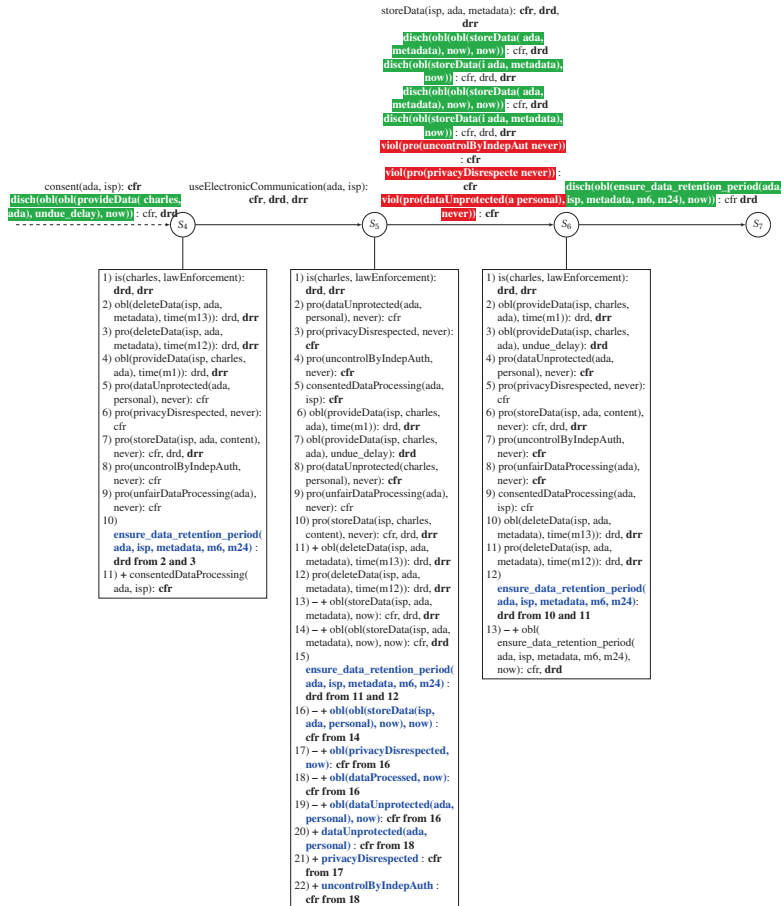 storeData(isp, ada, metadata): cfr, drd,
drr
disch(obl(obl(storeData( ada,
metadata), now), now)) : cfr, drd
disch(obl(storeData(i ada, metadata),
now)) : cfr, drd, drr
disch(obl(obl(storeData( ada,
metadata), now), now)) : cfr, drd
disch(obl(storeData(i ada, metadata),
now)) : cfr, drd, drr
viol(pro(uncontrolByIndepAut never))
: cfr
viol(pro(privacyDisrespecte never)) :
cfr
viol(pro(dataUnprotected(a personal),
never)) : cfr
consent(ada, isp): cfr
disch(obl(obl(provideData( charles,
ada), undue_delay), now)) : cfr, drd
useElectronicCommunication(ada, isp):
cfr, drd, drr
disch(obl(ensure_data_retention_period(ada,
isp, metadata, m6, m24), now)) : cfr drd
S4
S5
S6
S7
1) is(charles, lawEnforcement):
drd, drr
2) obl(deleteData(isp, ada,
metadata), time(m13)): drd, drr
3) pro(deleteData(isp, ada,
metadata), time(m12)): drd, drr
4) obl(provideData(isp, charles,
ada), time(m1)): drd, drr
5) pro(dataUnprotected(ada,
personal), never): cfr
6) pro(privacyDisrespected, never):
cfr
7) pro(storeData(isp, ada, content),
never): cfr, drd, drr
8) pro(uncontrolByIndepAuth,
never): cfr
9) pro(unfairDataProcessing(ada),
never): cfr
10)
ensure_data_retention_period(
ada, isp, metadata, m6, m24) :
drd from 2 and 3
11) + consentedDataProcessing(
ada, isp): cfr
1) is(charles, lawEnforcement):
drd, drr
2) pro(dataUnprotected(ada,
personal), never): cfr
3) pro(privacyDisrespected, never):
cfr
4) pro(uncontrolByIndepAuth,
never): cfr
5) consentedDataProcessing(ada,
isp): cfr
6) obl(provideData(isp, charles,
ada), time(m1)): drd, drr
7) obl(provideData(isp, charles,
ada), undue_delay): drd
8) pro(dataUnprotected(charles,
personal), never): cfr
9) pro(unfairDataProcessing(ada),
never): cfr
10) pro(storeData(isp, charles,
content), never): cfr, drd, drr
11) + obl(deleteData(isp, ada,
metadata), time(m13)): drd, drr
12) pro(deleteData(isp, ada,
metadata), time(m12)): drd, drr
13) − + obl(storeData(isp, ada,
metadata), now): cfr, drd, drr
14) − + obl(obl(storeData(isp, ada,
metadata), now), now): cfr, drd
15)
ensure_data_retention_period(
ada, isp, metadata, m6, m24) :
drd from 11 and 12
16) − + obl(obl(storeData(isp,
ada, personal), now), now) :
cfr from 14
17) − + obl(privacyDisrespected,
now): cfr from 16
18) − + obl(dataProcessed, now):
cfr from 16
19) − + obl(dataUnprotected(ada,
personal), now): cfr from 16
20) + dataUnprotected(ada,
personal) : cfr from 18
21) + privacyDisrespected : cfr
from 17
22) + uncontrolByIndepAuth :
cfr from 18
1) is(charles, lawEnforcement):
drd, drr
2) obl(provideData(isp, charles,
ada), time(m1)): drd, drr
3) obl(provideData(isp, charles,
ada), undue_delay): drd
4) pro(dataUnprotected(ada,
personal), never): cfr
5) pro(privacyDisrespected, never):
cfr
6) pro(storeData(isp, ada, content),
never): cfr, drd, drr
7) pro(uncontrolByIndepAuth,
never): cfr
8) pro(unfairDataProcessing(ada),
never): cfr
9) consentedDataProcessing(ada,
isp): cfr
10) obl(deleteData(isp, ada,
metadata), time(m13)): drd, drr
11) pro(deleteData(isp, ada,
metadata), time(m12)): drd, drr
12)
ensure_data_retention_period(
ada, isp, metadata, m6, m24):
drd from 10 and 11
13) − + obl(
ensure_data_retention_period(
ada, isp, metadata, m6, m24),
now): cfr, drd